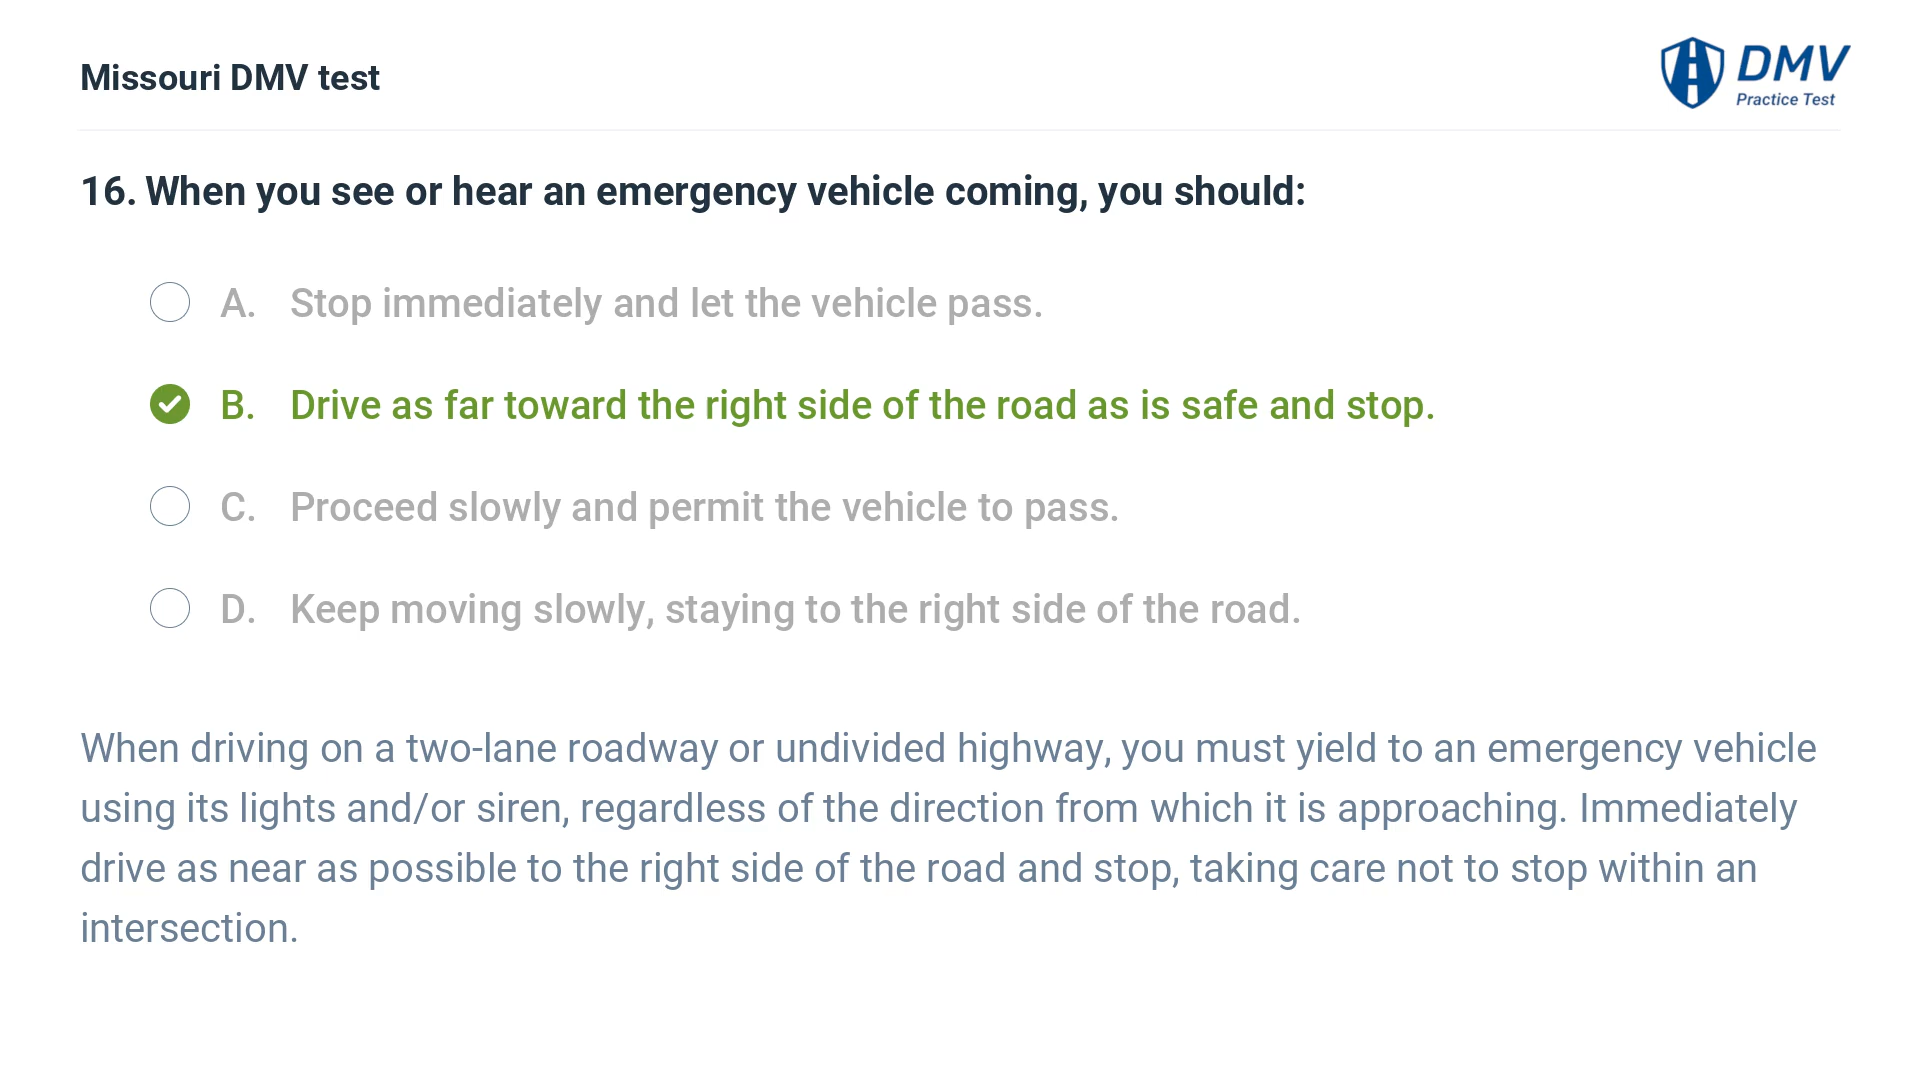 Missouri DMV test
DMV
Practice Test
16. When you see or hear an emergency vehicle coming, you should:
A. Stop immediately and let the vehicle pass.
B. Drive as far toward the right side of the road as is safe and stop.
C. Proceed slowly and permit the vehicle to pass.
D. Keep moving slowly, staying to the right side of the road.
When driving on a two-lane roadway or undivided highway, you must yield to an emergency vehicle
using its lights and/or siren, regardless of the direction from which it is approaching. Immediately
drive as near as possible to the right side of the road and stop, taking care not to stop within an
intersection.